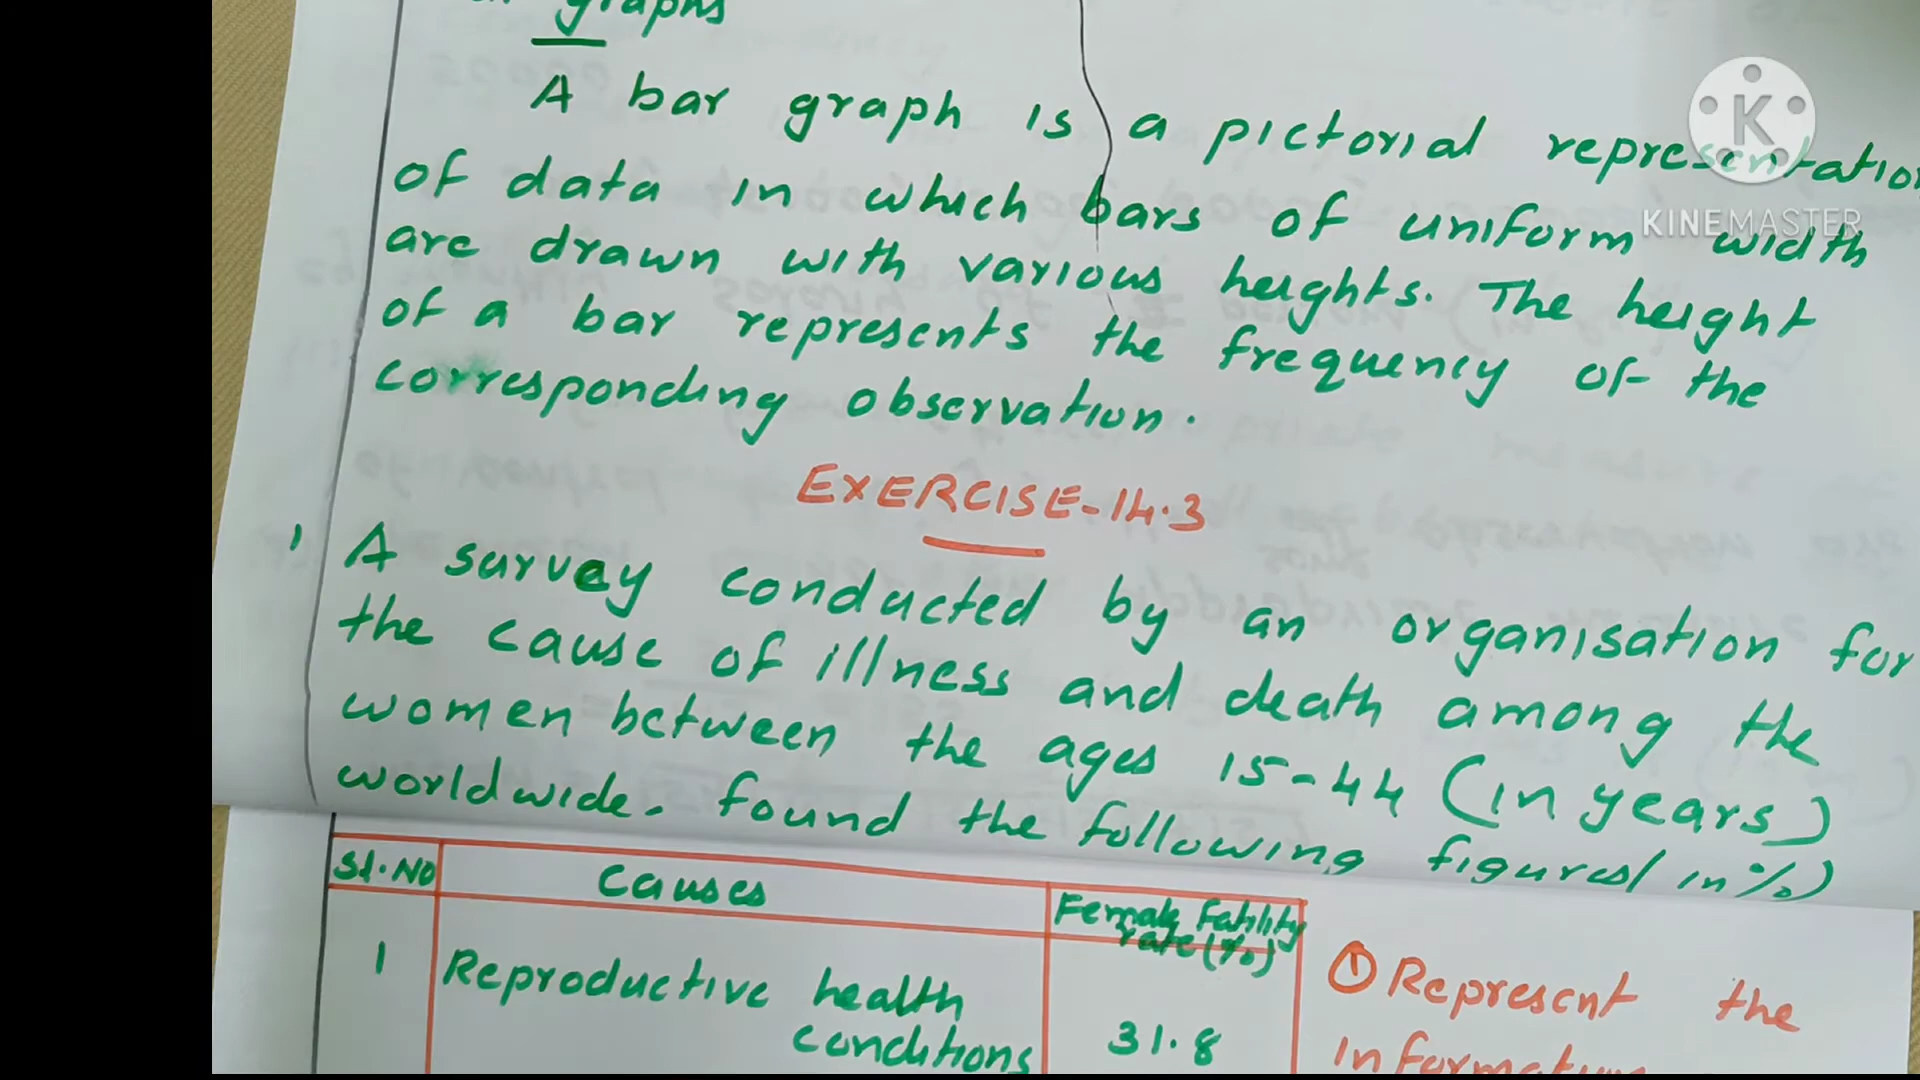 graphs
A bar graph is a pictorial representation
of data in which bars of uniform width
are drawn with various heights. The height
of a bar represents the frequency of the
corresponding observation.
EXERCISE-14.3
1 A survey conducted by an organisation for
the cause of illness and death among the
women between the ages 15-44 (in years)
worldwide. found the following figures (in %)
Sl.No Causes Female Fatility rate (%)
1 Reproductive health conditions 31.8
① Represent the
information
K
KINEMASTER